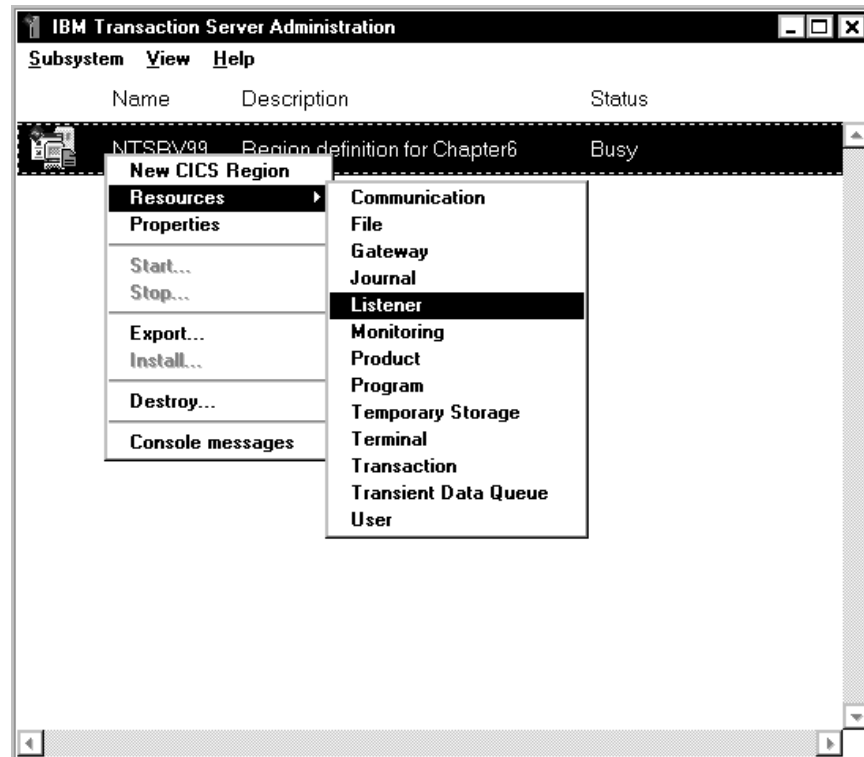 IBM Transaction Server Administration
Subsystem View Help
Name Description Status
NTSRV99 Region definition for Chapter6 Busy
New CICS Region
Resources
Properties
Start...
Stop...
Export...
Install...
Destroy...
Console messages
Communication
File
Gateway
Journal
Listener
Monitoring
Product
Program
Temporary Storage
Terminal
Transaction
Transient Data Queue
User